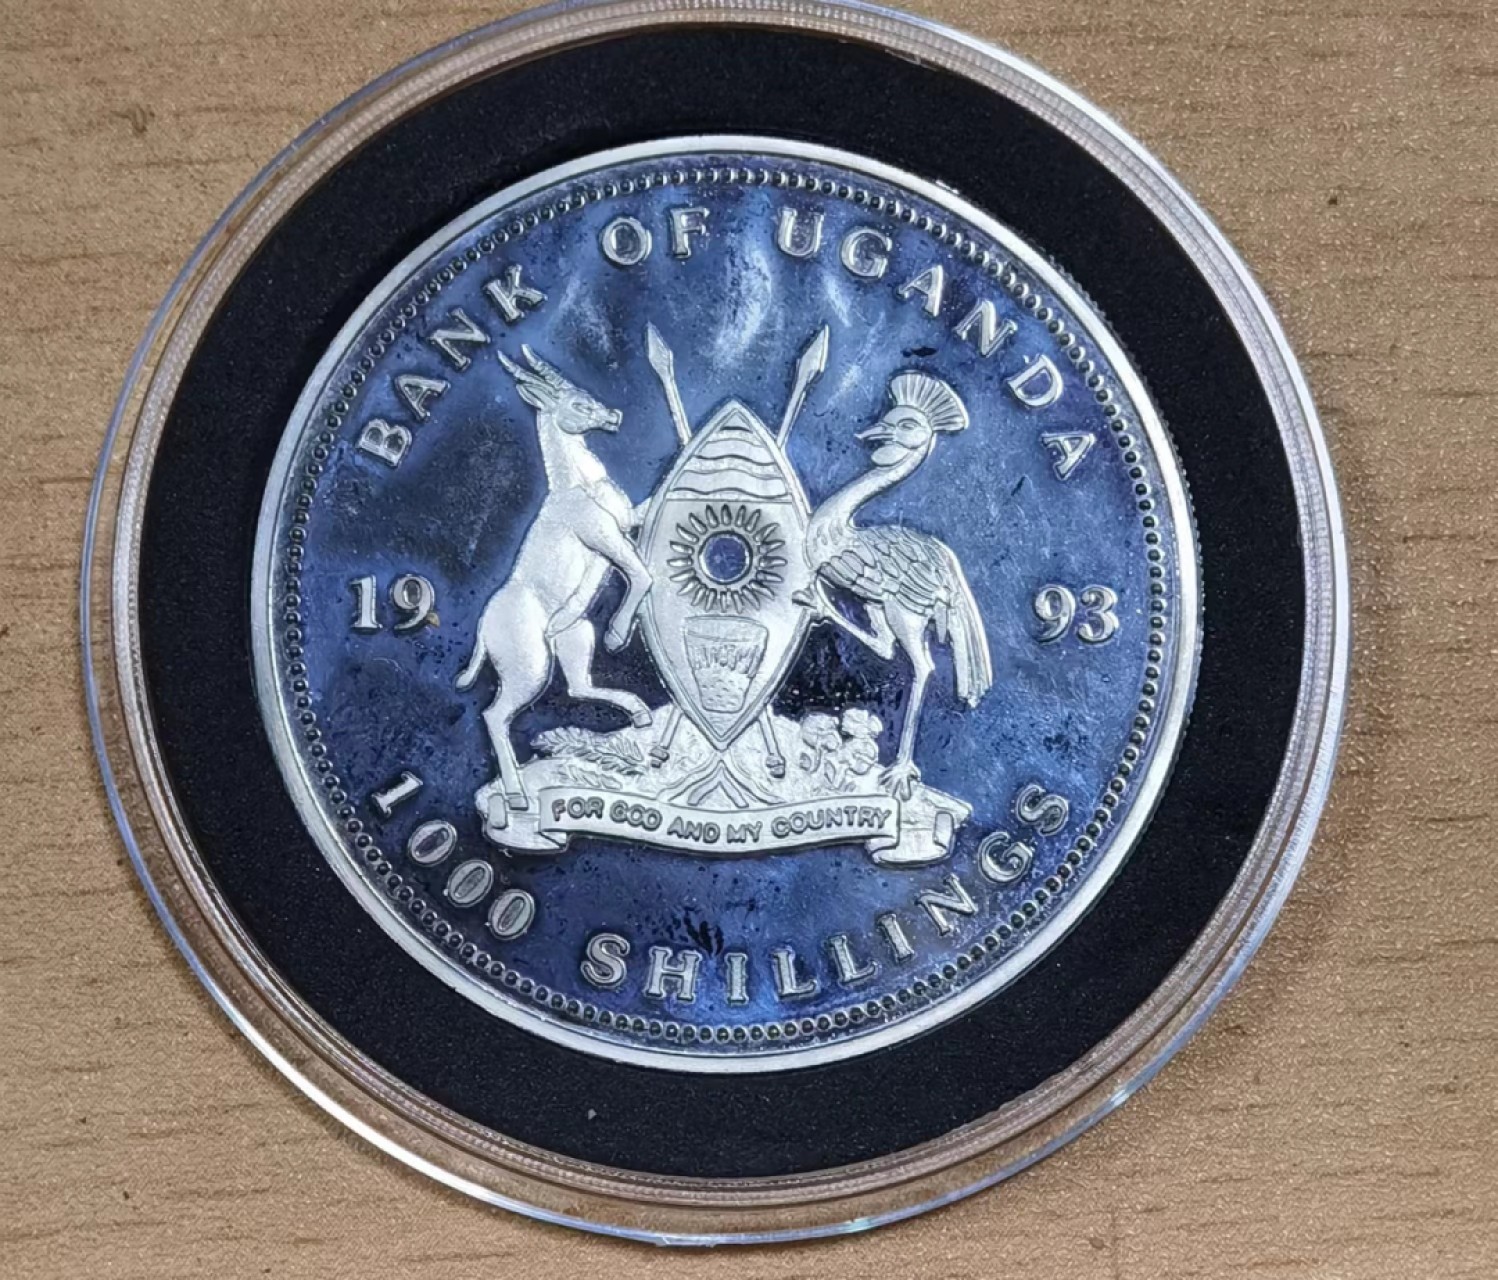 BANK OF UGANDA
19 93
FOR GOD AND MY COUNTRY
1000 SHILLINGS